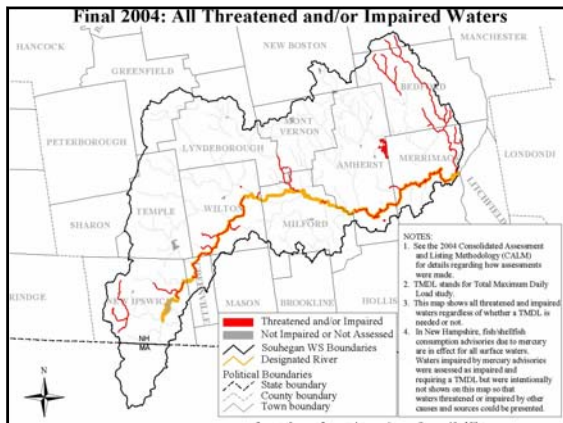 Final 2004: All Threatened and/or Impaired Waters
HANCOCK
NEW BOSTON
MANCHESTER
GREENFIELD
BEDFORD
MONT
VERNON
PETERBOROUGH
LYNDEBOROUGH
AMHERST
MERRIMAC
LONDONDE
LITCHFIELD
SHARON
TEMPLE
WILTON
MILFORD
RINDGE
NEW IPSWICH
GREENVILLE
MASON
BROOKLINE
HOLLIS
NH
MA
N
Threatened and/or Impaired
Not Impaired or Not Assessed
Souhegan WS Boundaries
Designated River
Political Boundaries
State boundary
County boundary
Town boundary
NOTES:
1. See the 2004 Consolidated Assessment
and Listing Methodology (CALM)
for details regarding how assessments
were made.
2. TMDL stands for Total Maximum Daily
Load study.
3. This map shows all threatened and impaired
waters regardless of whether a TMDL is
needed or not.
4. In New Hampshire, fish/shellfish
consumption advisories due to mercury
are in effect for all surface waters.
Waters impaired by mercury advisories
were assessed as impaired and
requiring a TMDL but were intentionally
not shown on this map so that
waters threatened or impaired by other
causes and sources could be presented.